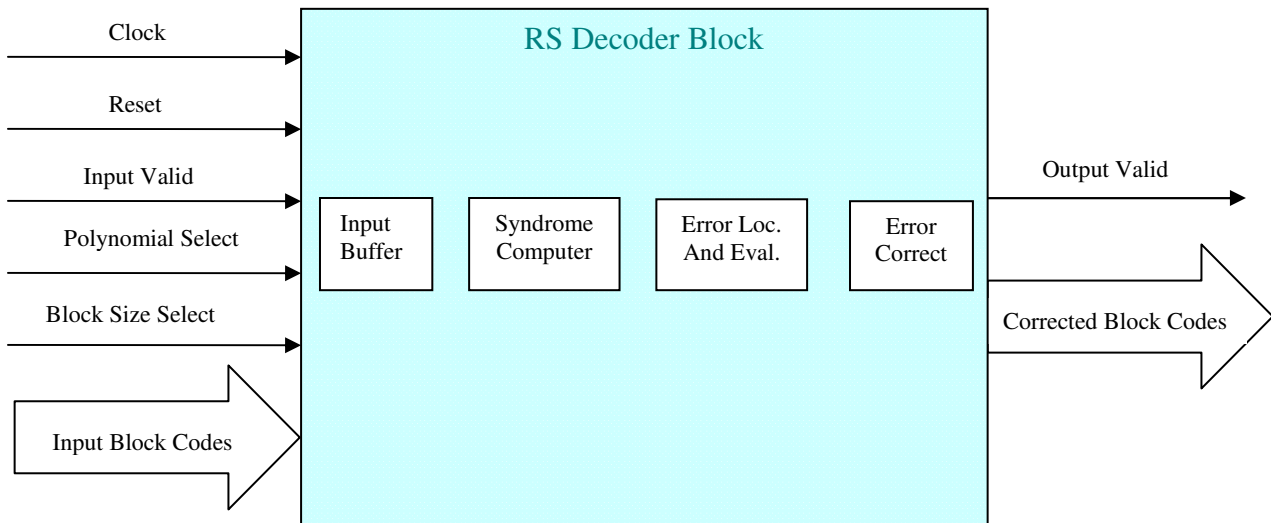 RS Decoder Block
Clock
Reset
Input Valid
Polynomial Select
Block Size Select
Input Block Codes
Input
Buffer
Syndrome
Computer
Error Loc.
And Eval.
Error
Correct
Output Valid
Corrected Block Codes